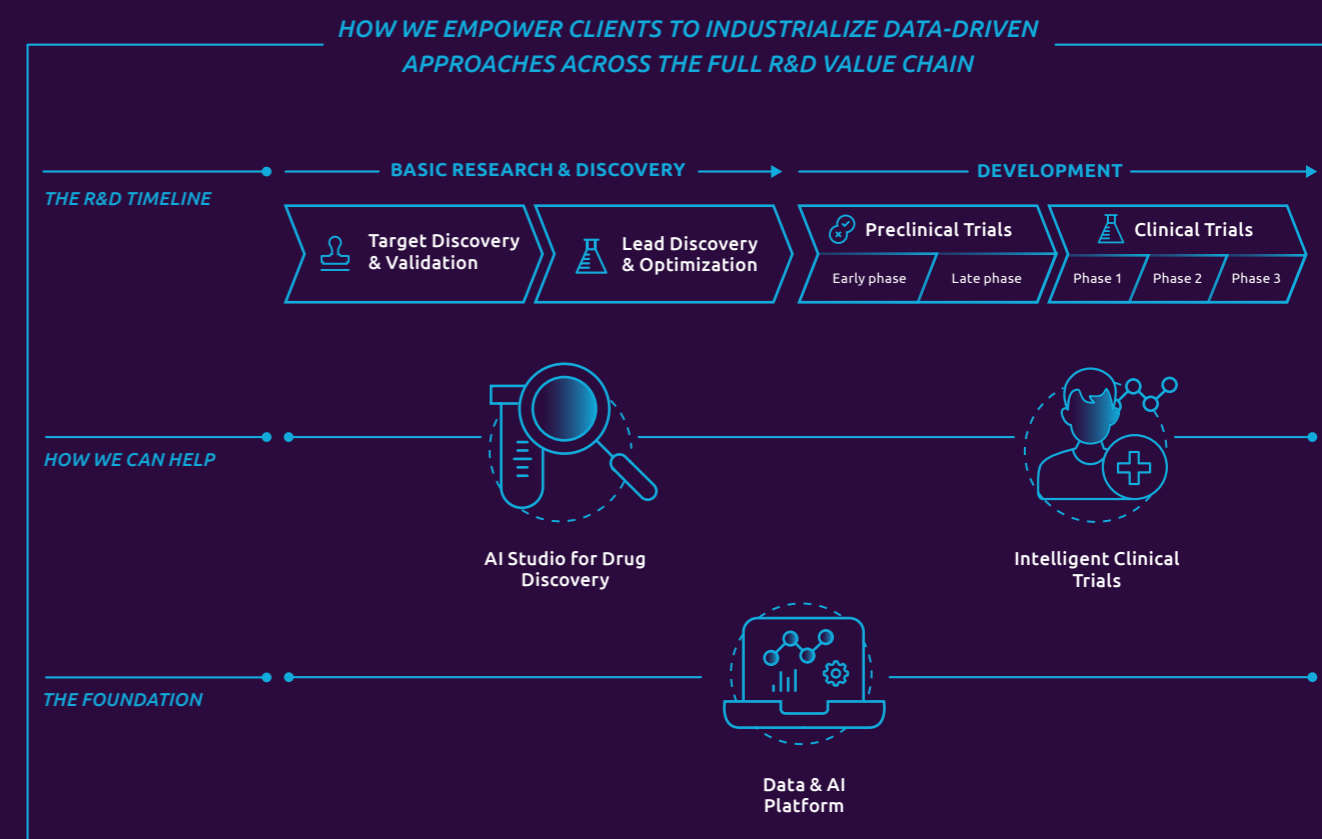 HOW WE EMPOWER CLIENTS TO INDUSTRIALIZE DATA-DRIVEN
APPROACHES ACROSS THE FULL R&D VALUE CHAIN
THE R&D TIMELINE
BASIC RESEARCH & DISCOVERY
DEVELOPMENT
Target Discovery
& Validation
Lead Discovery
& Optimization
Preclinical Trials
Early phase
Late phase
Clinical Trials
Phase 1
Phase 2
Phase 3
HOW WE CAN HELP
AI Studio for Drug
Discovery
Intelligent Clinical
Trials
THE FOUNDATION
Data & AI
Platform